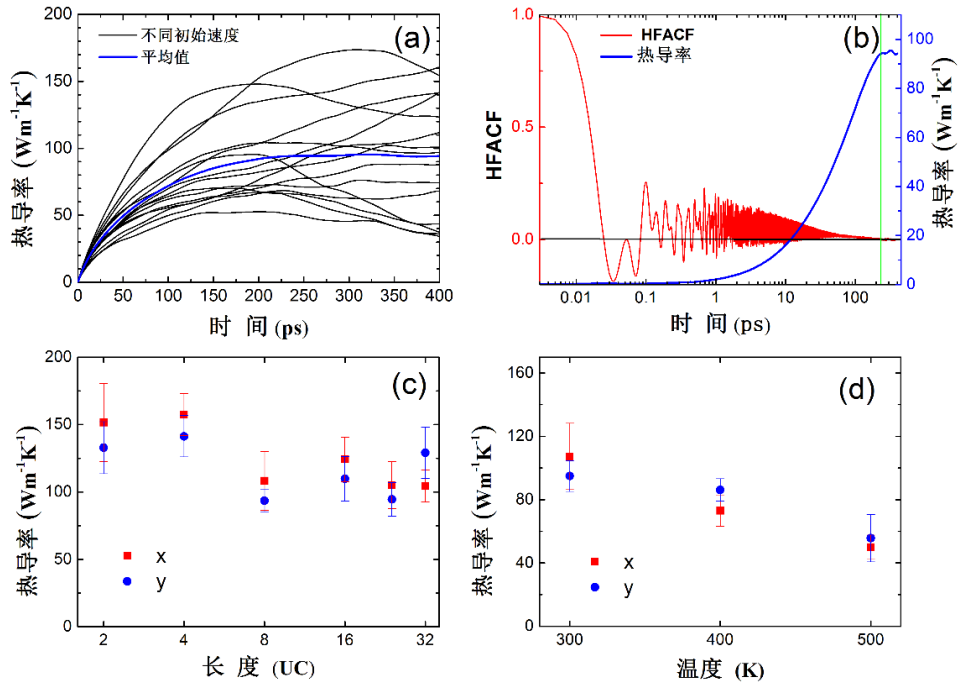 (a)
不同初始速度
平均值
热导率 (Wm⁻¹K⁻¹)
200
150
100
50
0
0 50 100 150 200 250 300 350 400
时 间 (ps)
(b)
HFACF
热导率
HFACF
1.0
0.5
0.0
100
80
60
40
20
0
热导率 (Wm⁻¹K⁻¹)
0.01 0.1 1 10 100
时 间 (ps)
(c)
热导率 (Wm⁻¹K⁻¹)
200
150
100
50
0
x
y
2 4 8 16 32
长 度 (UC)
(d)
热导率 (Wm⁻¹K⁻¹)
160
120
80
40
0
x
y
300 400 500
温度 (K)